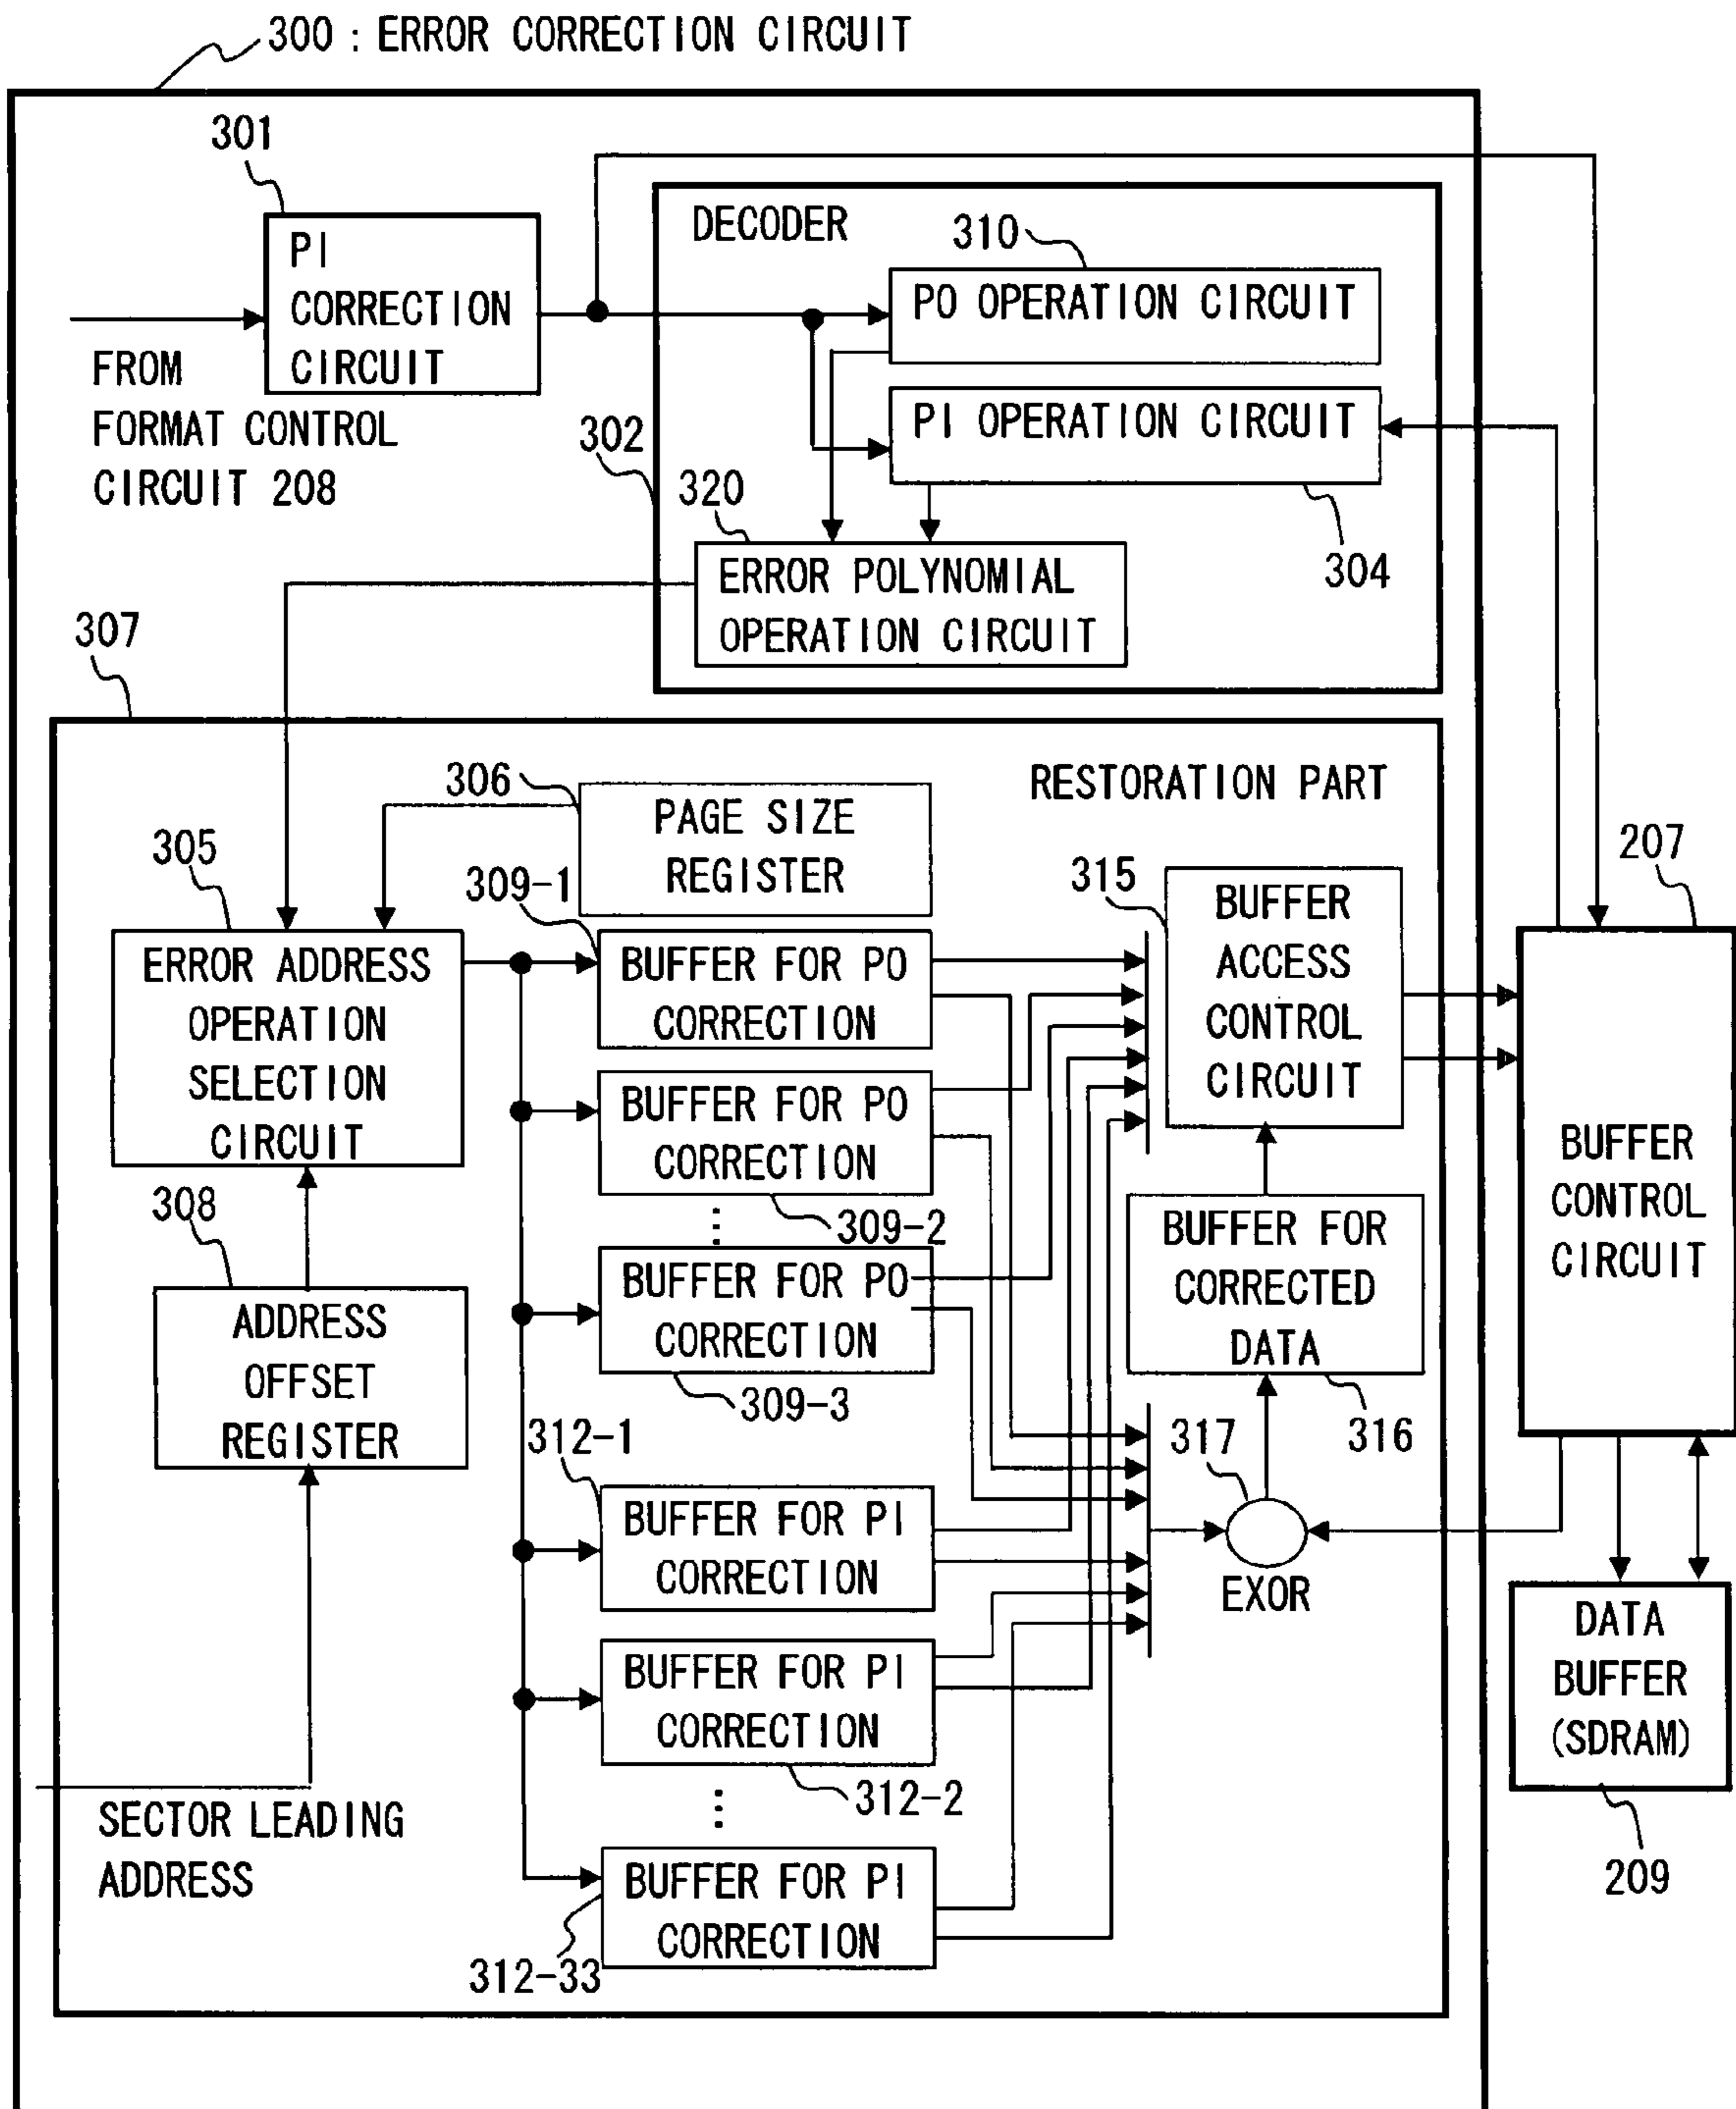 300 : ERROR CORRECTION CIRCUIT
301
PI
CORRECTION
CIRCUIT
FROM
FORMAT CONTROL
CIRCUIT 208
DECODER
310
PO OPERATION CIRCUIT
PI OPERATION CIRCUIT
302
320
304
ERROR POLYNOMIAL
OPERATION CIRCUIT
307
RESTORATION PART
306
PAGE SIZE
REGISTER
305
309-1
ERROR ADDRESS
OPERATION
SELECTION
CIRCUIT
BUFFER FOR PO
CORRECTION
BUFFER FOR PO
CORRECTION
309-2
⋮
BUFFER FOR PO
CORRECTION
309-3
308
ADDRESS
OFFSET
REGISTER
312-1
BUFFER FOR PI
CORRECTION
BUFFER FOR PI
CORRECTION
312-2
⋮
BUFFER FOR PI
CORRECTION
312-33
SECTOR LEADING
ADDRESS
315
BUFFER
ACCESS
CONTROL
CIRCUIT
BUFFER FOR
CORRECTED
DATA
316
317
EXOR
207
BUFFER
CONTROL
CIRCUIT
DATA
BUFFER
(SDRAM)
209